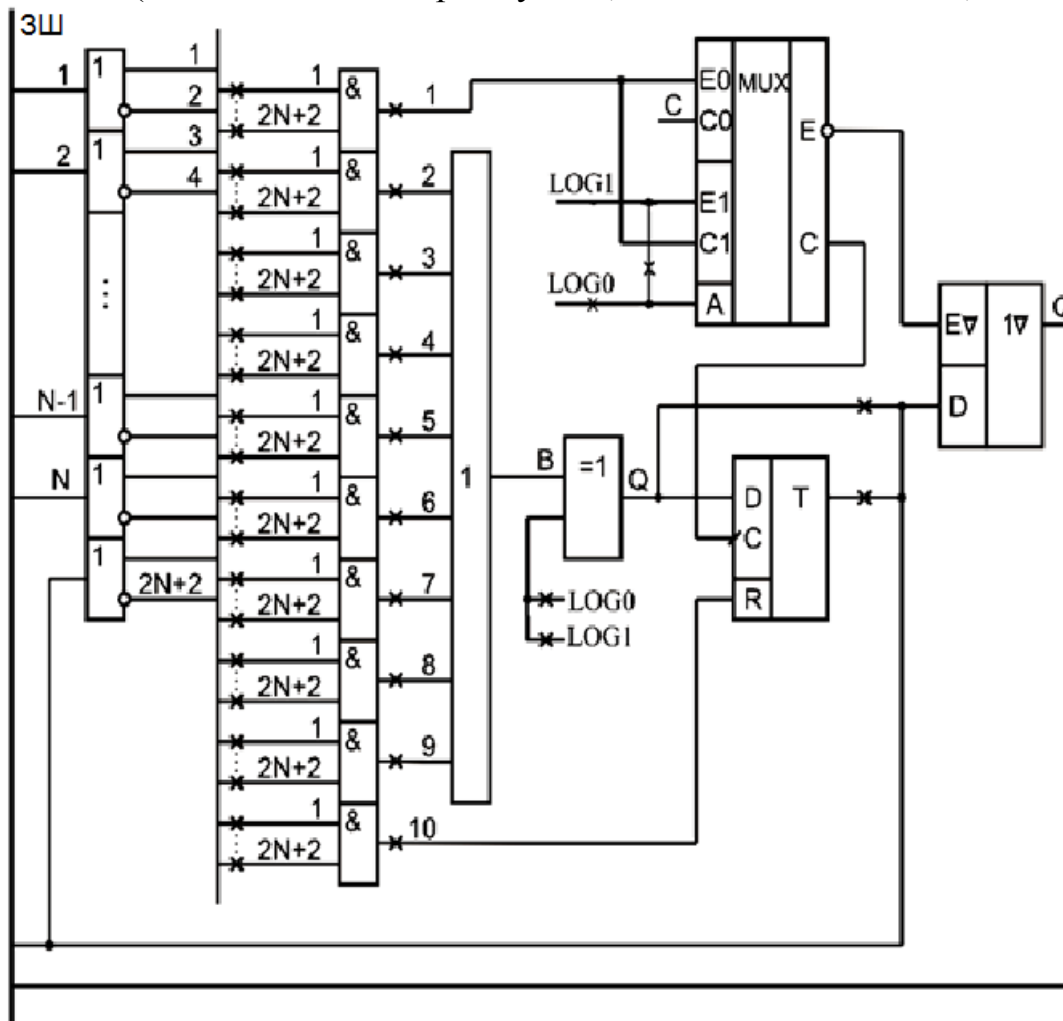 ЗШ
1
2
N-1
N
1
1
1
1
1
⋮
1
2
3
4
2N+2
1
2N+2
&
1
1
2N+2
&
2
1
2N+2
&
3
1
2N+2
&
4
1
2N+2
&
5
1
2N+2
&
6
1
2N+2
&
7
1
2N+2
&
8
1
2N+2
&
9
1
2N+2
&
10
1
B
=1
Q
LOG0
LOG1
C
LOG1
LOG0
E0
MUX
C0
E
E1
C1
C
A
D
T
C
R
E∇
1∇
D